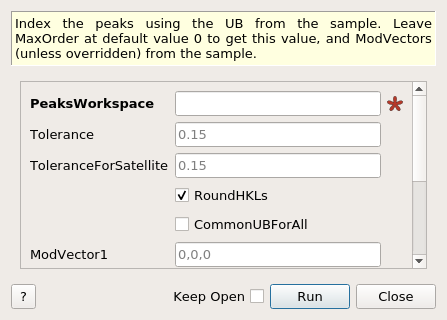 Index the peaks using the UB from the sample. Leave
MaxOrder at default value 0 to get this value, and ModVectors
(unless overridden) from the sample.
PeaksWorkspace
Tolerance 0.15
ToleranceForSatellite 0.15
RoundHKLs
CommonUBForAll
ModVector1 0,0,0
? Keep Open Run Close